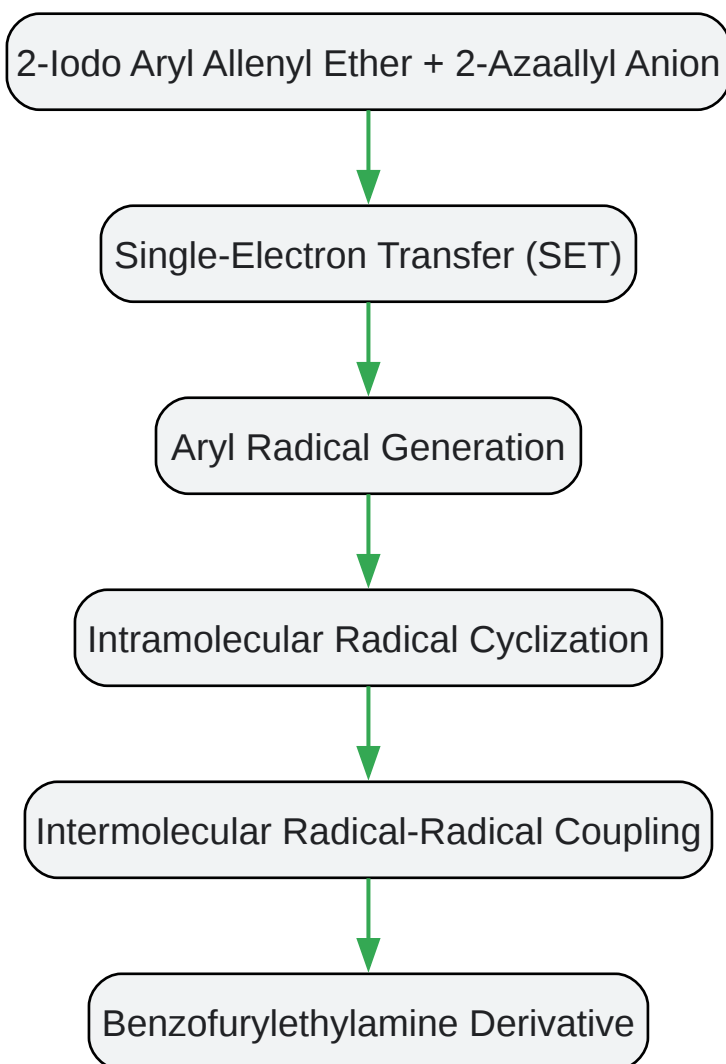 2-Iodo Aryl Allenyl Ether + 2-Azaallyl Anion
Single-Electron Transfer (SET)
Aryl Radical Generation
Intramolecular Radical Cyclization
Intermolecular Radical-Radical Coupling
Benzofurylethylamine Derivative